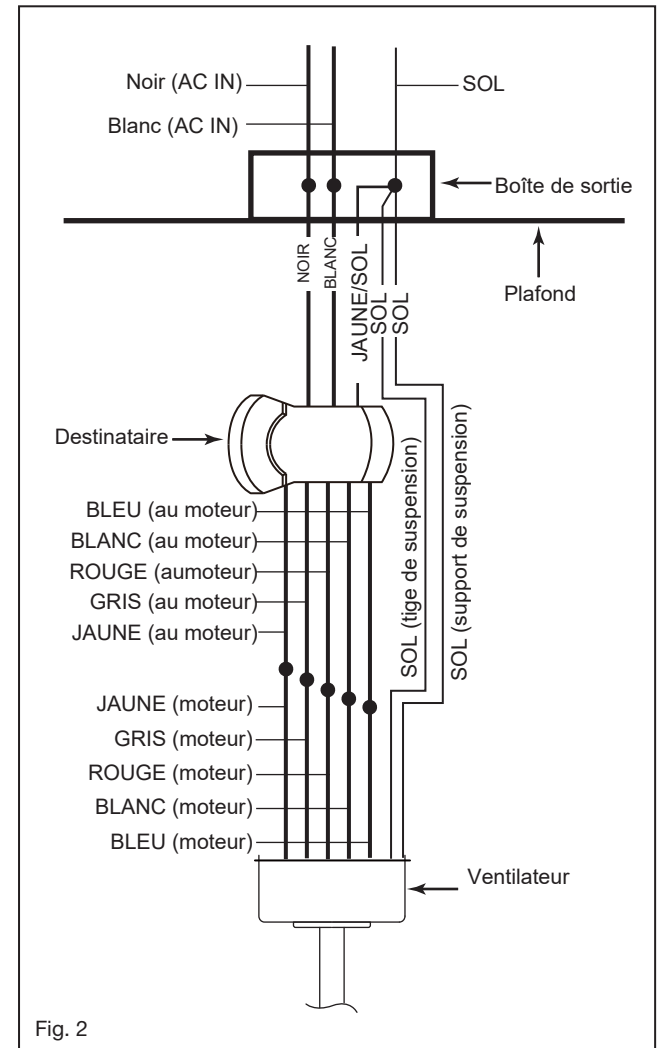 Noir (AC IN)
SOL
Blanc (AC IN)
Boîte de sortie
Plafond
NOIR
BLANC
JAUNE/SOL
SOL
SOL
Destinataire
BLEU (au moteur)
BLANC (au moteur)
ROUGE (aumoteur)
GRIS (au moteur)
JAUNE (au moteur)
SOL (tige de suspension)
SOL (support de suspension)
JAUNE (moteur)
GRIS (moteur)
ROUGE (moteur)
BLANC (moteur)
BLEU (moteur)
Ventilateur
Fig. 2